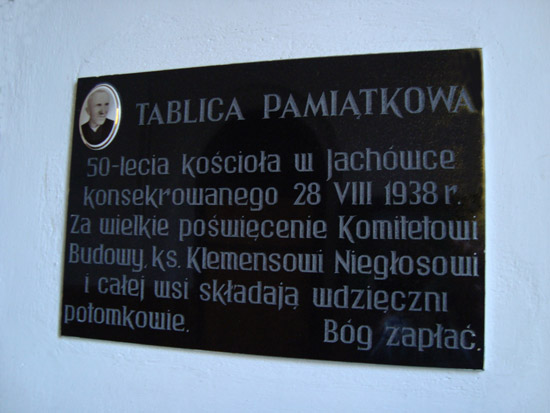 TABLICA PAMIĄTKOWA
50-lecia kościoła w Jachówce
konsekrowanego 28 VIII 1938 r.
Za wielkie poświęcenie Komitetowi
Budowy, ks. Klemensowi Niegłosowi
i całej wsi składają wdzięczni
potomkowie. Bóg zapłać.